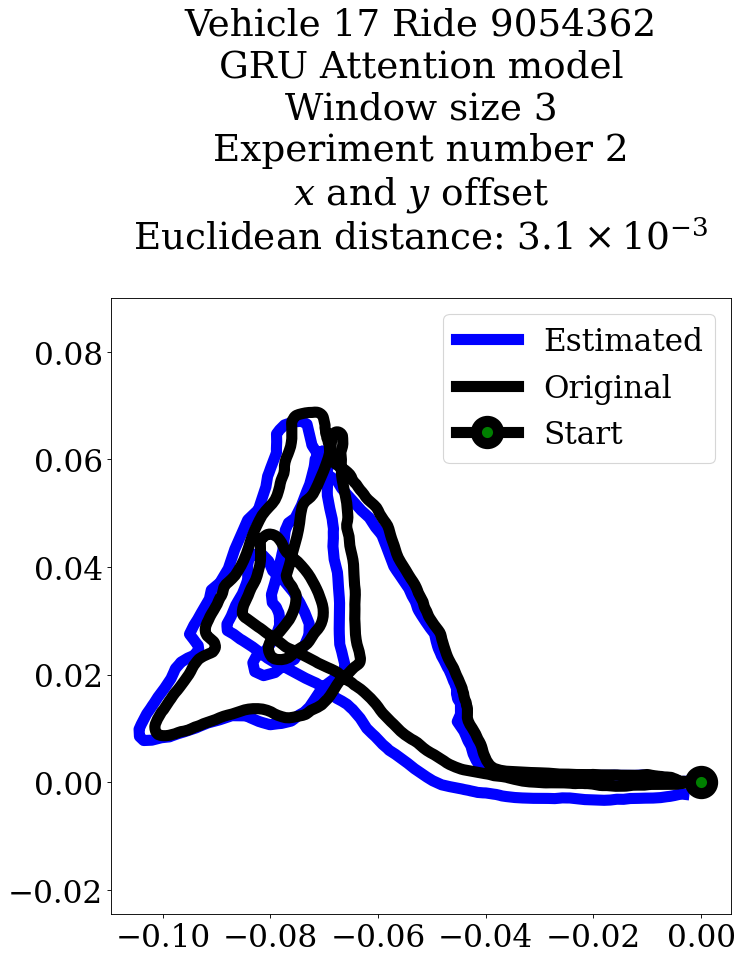 Vehicle 17 Ride 9054362
GRU Attention model
Window size 3
Experiment number 2
x and y offset
Euclidean distance: 3.1 × 10⁻³
Estimated
Original
Start
0.08
0.06
0.04
0.02
0.00
−0.02
−0.10 −0.08 −0.06 −0.04 −0.02 0.00